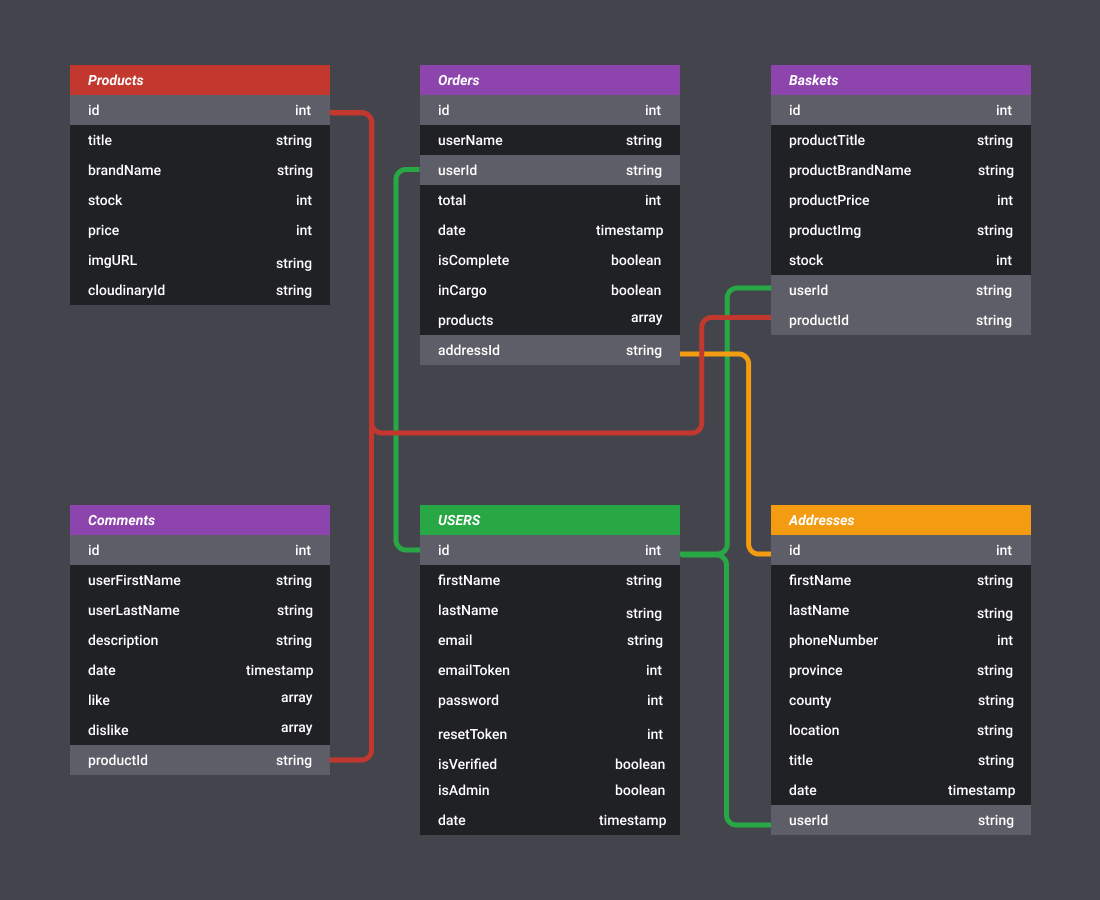 Products
id int
title string
brandName string
stock int
price int
imgURL string
cloudinaryId string
Orders
id int
userName string
userId string
total int
date timestamp
isComplete boolean
inCargo boolean
products array
addressId string
Baskets
id int
productTitle string
productBrandName string
productPrice int
productImg string
stock int
userId string
productId string
Comments
id int
userFirstName string
userLastName string
description string
date timestamp
like array
dislike array
productId string
USERS
id int
firstName string
lastName string
email string
emailToken int
password int
resetToken int
isVerified boolean
isAdmin boolean
date timestamp
Addresses
id int
firstName string
lastName string
phoneNumber int
province string
county string
location string
title string
date timestamp
userId string